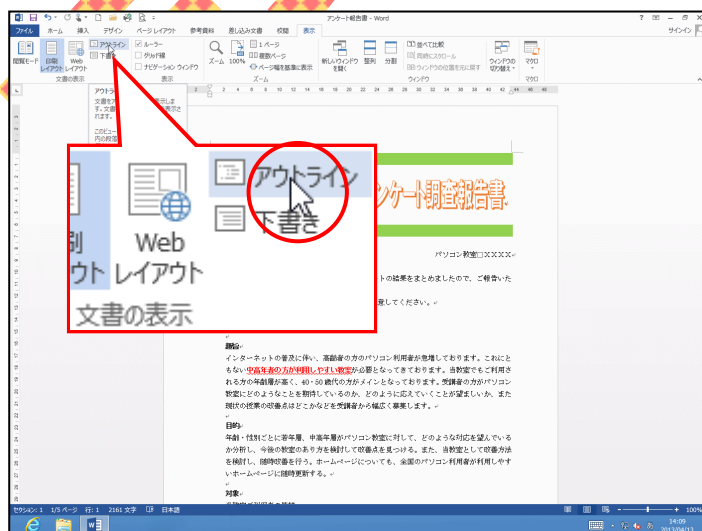 アンケート報告書 - Word
サインイン
ファイル ホーム 挿入 デザイン ページ レイアウト 参考資料 差し込み文書 校閲 表示
閲覧モード 印刷 レイアウト Web レイアウト アウトライン 下書き
文書の表示
ルーラー
グリッド線
ナビゲーション ウィンドウ
表示
ズーム 100% 1 ページ
複数ページ
ページ幅を基準に表示
ズーム
新しいウィンドウを開く 整列 分割
並べて比較
同時にスクロール
ウィンドウの位置を元に戻す
ウィンドウの切り替え
ウィンドウ
マクロ
マクロ
アウトライン
下書き
Web
レイアウト
文書の表示
ンケート調査報告書
パソコン教室□XXXX
トの結果をまとめましたので、ご報告いた
意してください。
趣旨
インターネットの普及に伴い、高齢者の方のパソコン利用者が急増しております。これにと
もない中高年者の方が利用しやすい教室が必要となってきております。当教室でもご利用さ
れる方の年齢層が高く、40・50歳代の方がメインとなっております。受講者の方がパソコン
教室にどのようなことを期待しているのか、どのように応えていくことが望ましいか、また
現状の授業の改善点はどこかなどを受講者から幅広く募集します。
目的
年齢・性別ごとに若年層、中高年層がパソコン教室に対して、どのような対応を望んでいる
か分析し、今後の教室のあり方を検討して改善点を見つける。また、当教室として改善方法
を検討し、随時改善を行う。ホームページについても、全国のパソコン利用者が利用しやす
いホームページに随時更新する。
対象
セクション: 1 1/5 ページ 行: 1 2161 文字 日本語
100%
14:09
2013/04/13